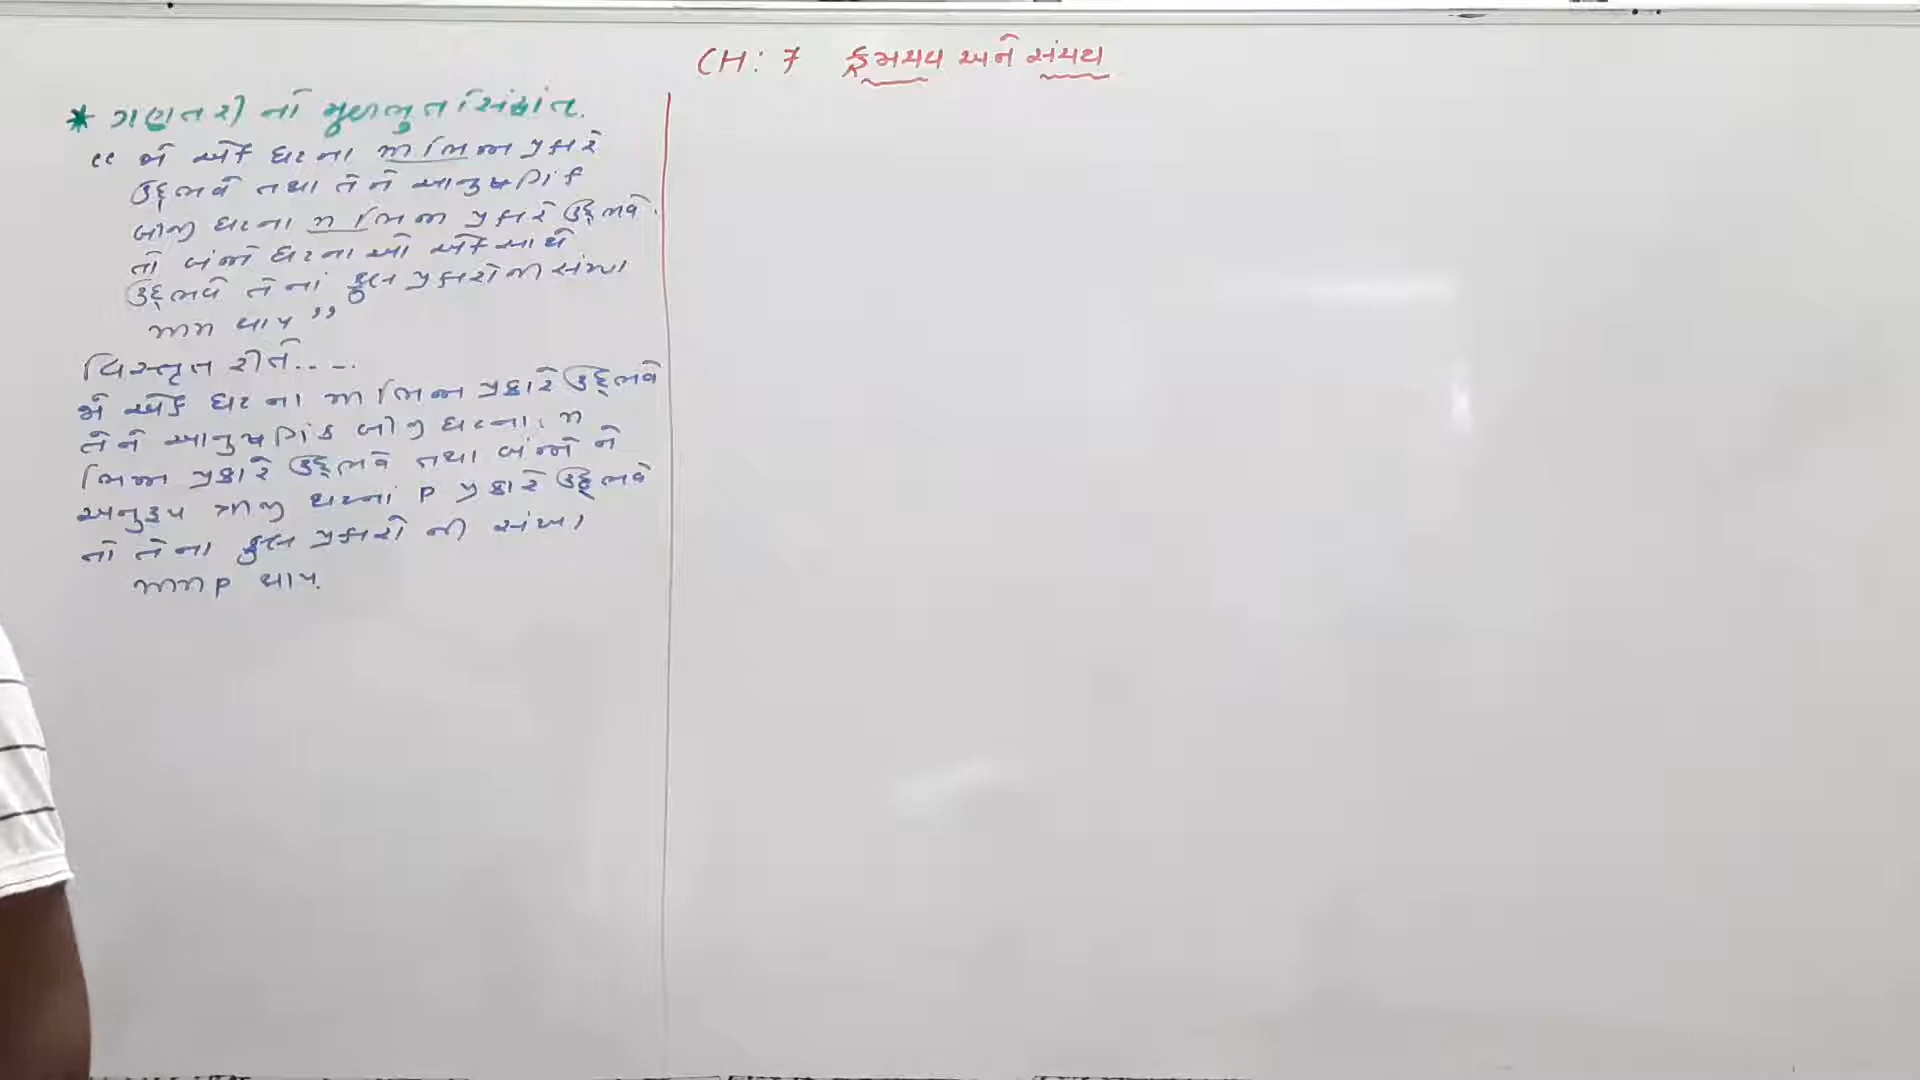 CH: 7 ક્રમચય અને સંચય
* ગણતરી નો મુળભુત સિંધ્ધાંત.
“ જો એક ઘટના m ભિન્ન પ્રકારે
ઉદ્દ્ભવે તથા તેને આનુષંગિક
બીજી ઘટના n ભિન્ન પ્રકારે ઉદ્દ્ભવે.
તો બંન્ને ઘટના ઓ એક સાથે
ઉદ્દ્ભવે તેનાં કુલ પ્રકારોની સંખ્યા
mn થાય ”
વિસ્તૃત રીતે.. -.
જો એક ઘટના m ભિન્ન પ્રકારે ઉદ્દ્ભવે
તેને આનુષંગિક બીજી ઘટના n
ભિન્ન પ્રકારે ઉદ્દ્ભવે તથા બંન્નેને
અનુરૂપ ત્રીજી ઘટનાં P પ્રકારે ઉદ્દ્ભવે
તો તેના કુલ પ્રકારો ની સંખ્યા
mnp થાય.